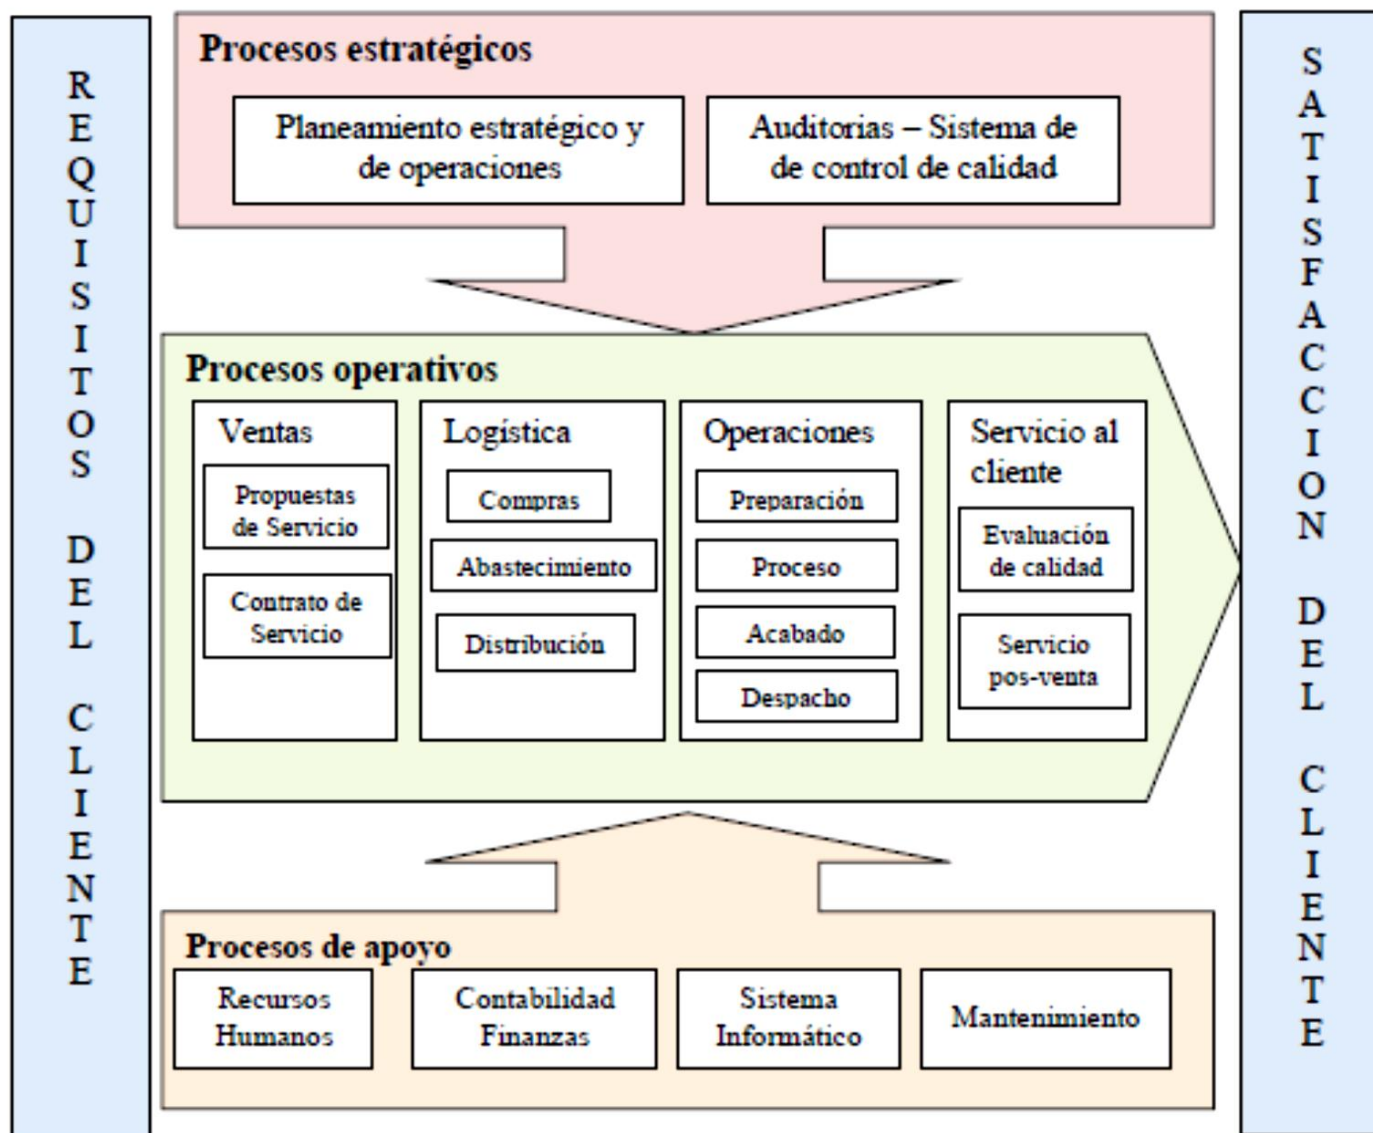 REQUISITOS DEL CLIENTE
Procesos estratégicos
Planeamiento estratégico y
de operaciones
Auditorias – Sistema de
de control de calidad
Procesos operativos
Ventas
Propuestas
de Servicio
Contrato de
Servicio
Logística
Compras
Abastecimiento
Distribución
Operaciones
Preparación
Proceso
Acabado
Despacho
Servicio al
cliente
Evaluación
de calidad
Servicio
pos-venta
Procesos de apoyo
Recursos
Humanos
Contabilidad
Finanzas
Sistema
Informático
Mantenimiento
SATISFACCION DEL CLIENTE